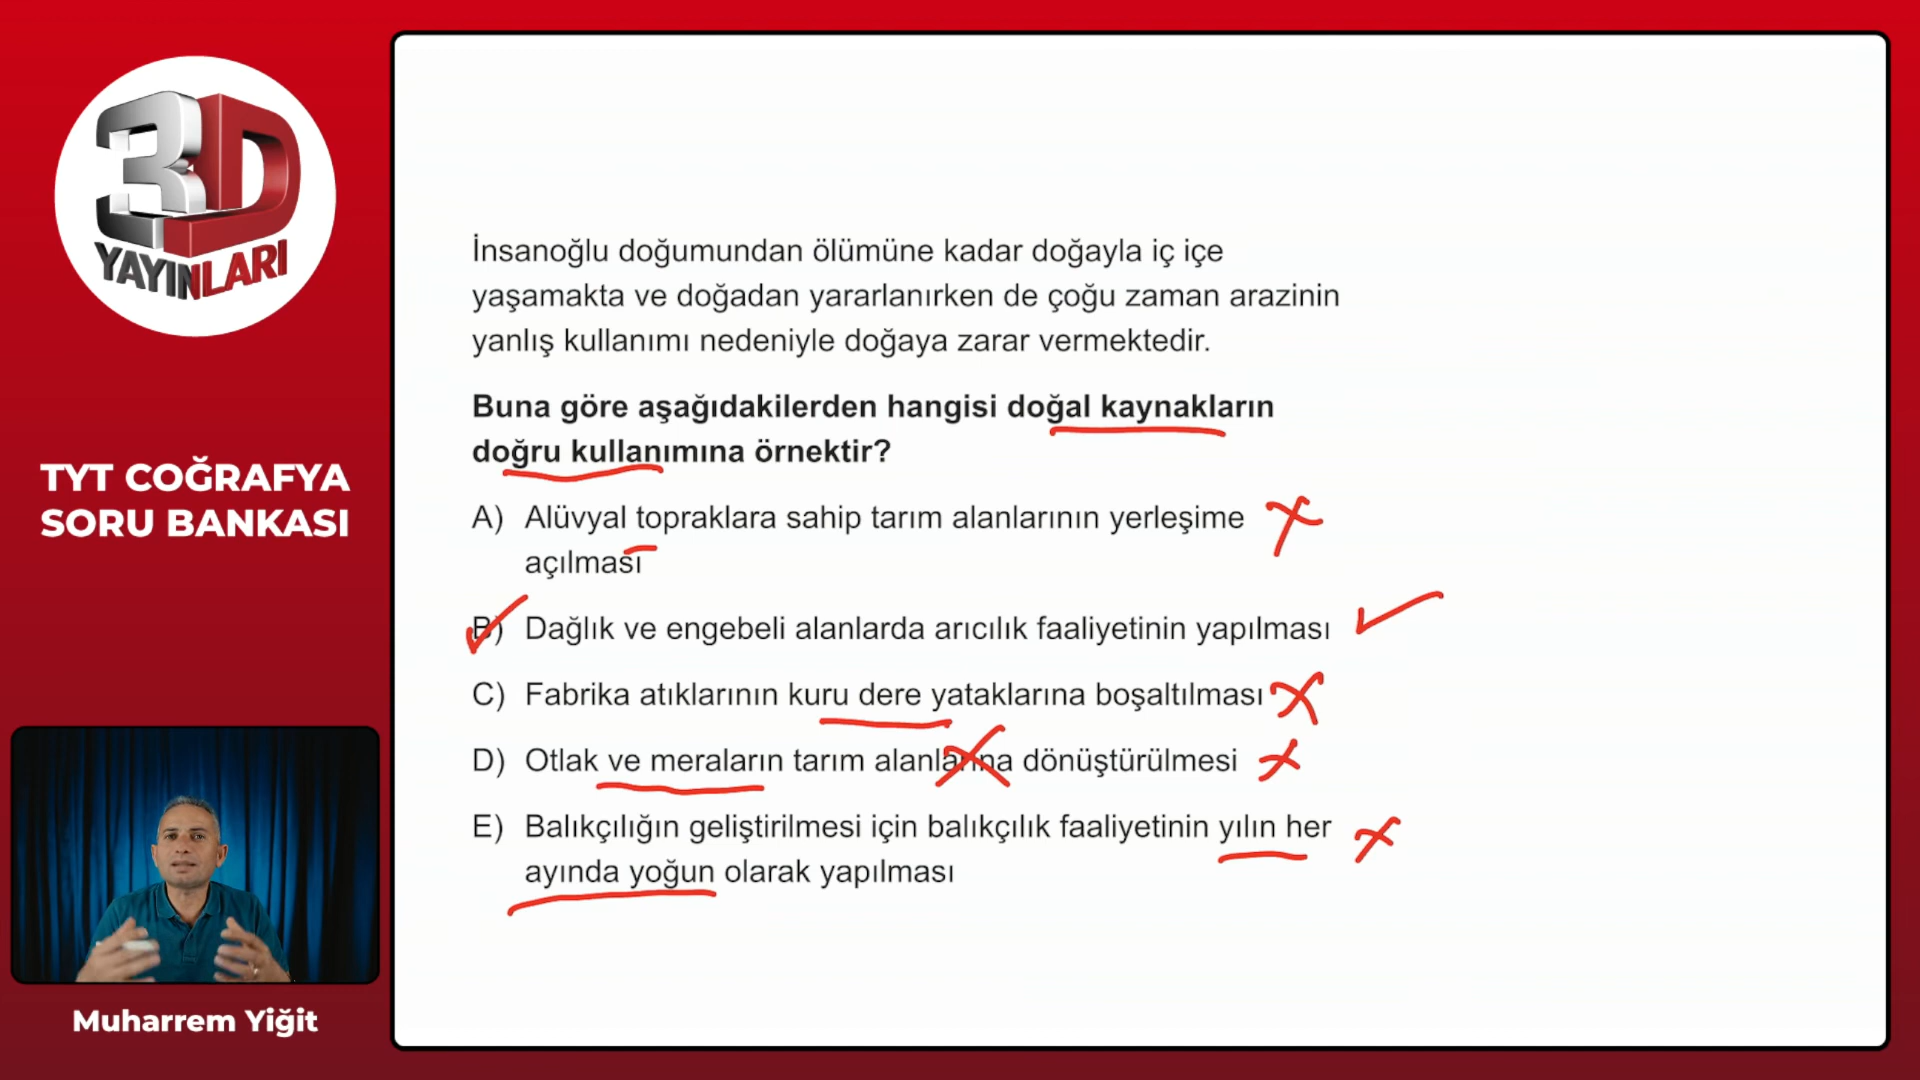 3D
YAYINLARI
TYT COĞRAFYA
SORU BANKASI
Muharrem Yiğit
İnsanoğlu doğumundan ölümüne kadar doğayla iç içe
yaşamakta ve doğadan yararlanırken de çoğu zaman arazinin
yanlış kullanımı nedeniyle doğaya zarar vermektedir.
Buna göre aşağıdakilerden hangisi doğal kaynakların
doğru kullanımına örnektir?
A) Alüvyal topraklara sahip tarım alanlarının yerleşime
açılması
B) Dağlık ve engebeli alanlarda arıcılık faaliyetinin yapılması
C) Fabrika atıklarının kuru dere yataklarına boşaltılması
D) Otlak ve meraların tarım alanlarına dönüştürülmesi
E) Balıkçılığın geliştirilmesi için balıkçılık faaliyetinin yılın her
ayında yoğun olarak yapılması